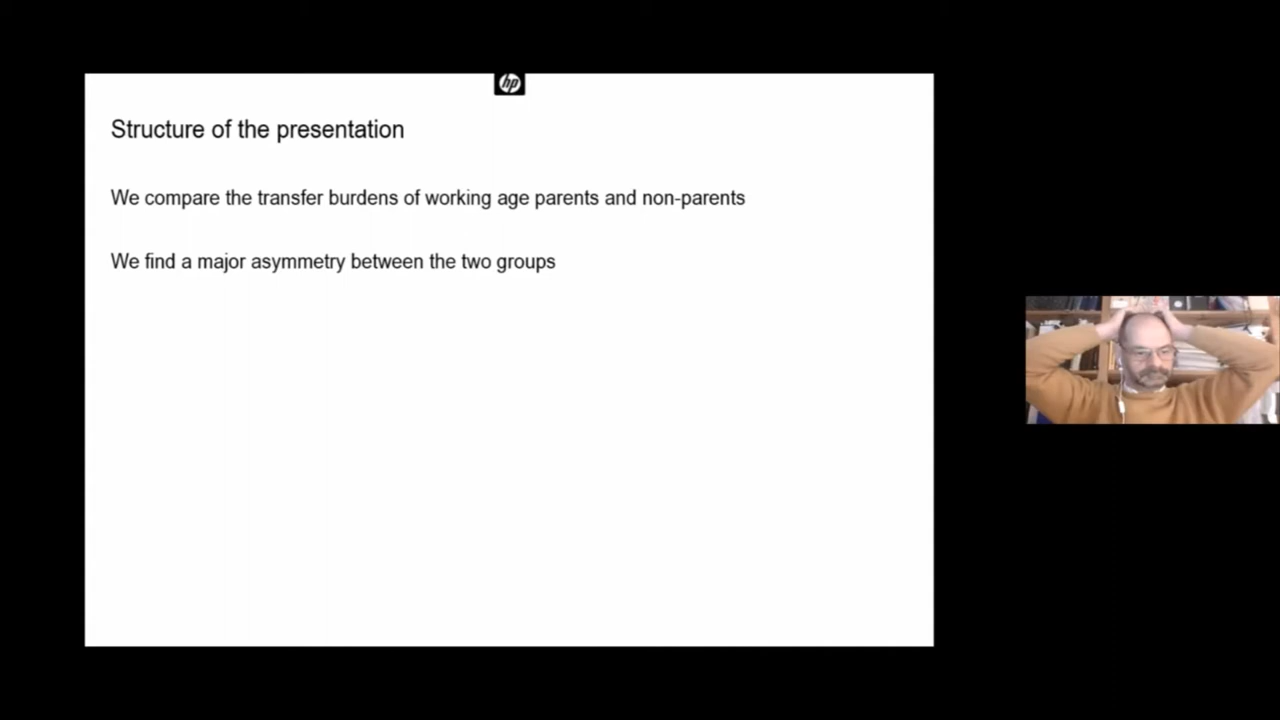 hp
Structure of the presentation
We compare the transfer burdens of working age parents and non-parents
We find a major asymmetry between the two groups